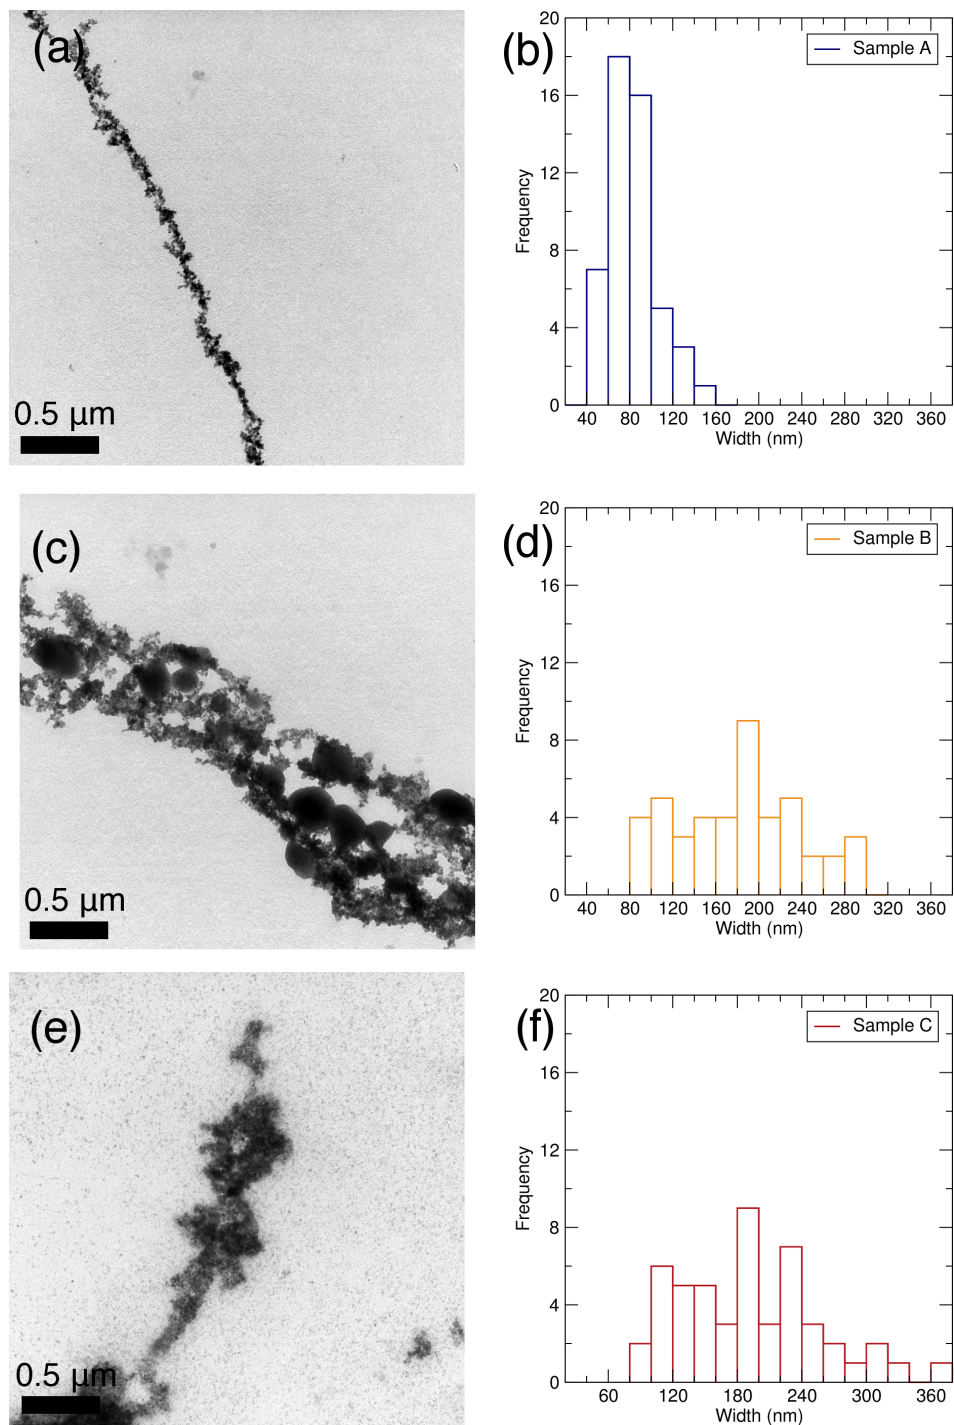 (a)
0.5 µm
(b)
Sample A
20
16
12
8
4
0
Frequency
40 80 120 160 200 240 280 320 360
Width (nm)
(c)
0.5 µm
(d)
Sample B
20
16
12
8
4
0
Frequency
40 80 120 160 200 240 280 320 360
Width (nm)
(e)
0.5 µm
(f)
Sample C
20
16
12
8
4
0
Frequency
60 120 180 240 300 360
Width (nm)